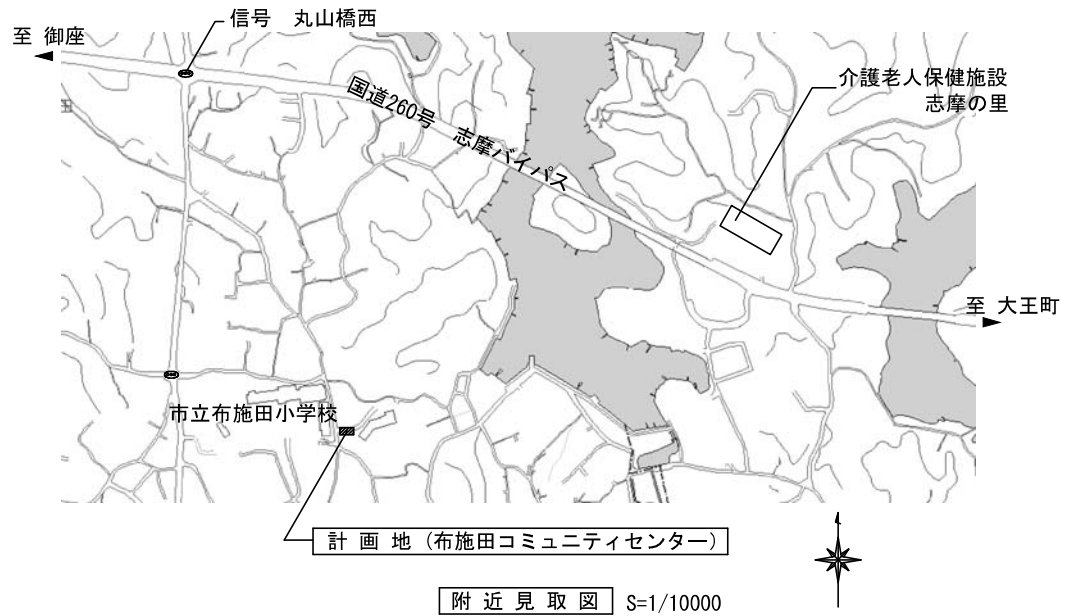 信号　丸山橋西
至 御座
国道260号　志摩バイパス
介護老人保健施設
志摩の里
至 大王町
市立布施田小学校
計 画 地 (布施田コミュニティセンター)
附 近 見 取 図　S=1/10000